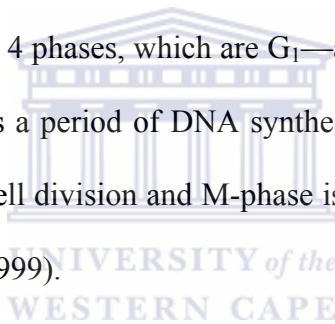 4 phases, which are G₁—
s a period of DNA synthe
ell division and M-phase is
999).
UNIVERSITY of the
WESTERN CAPE